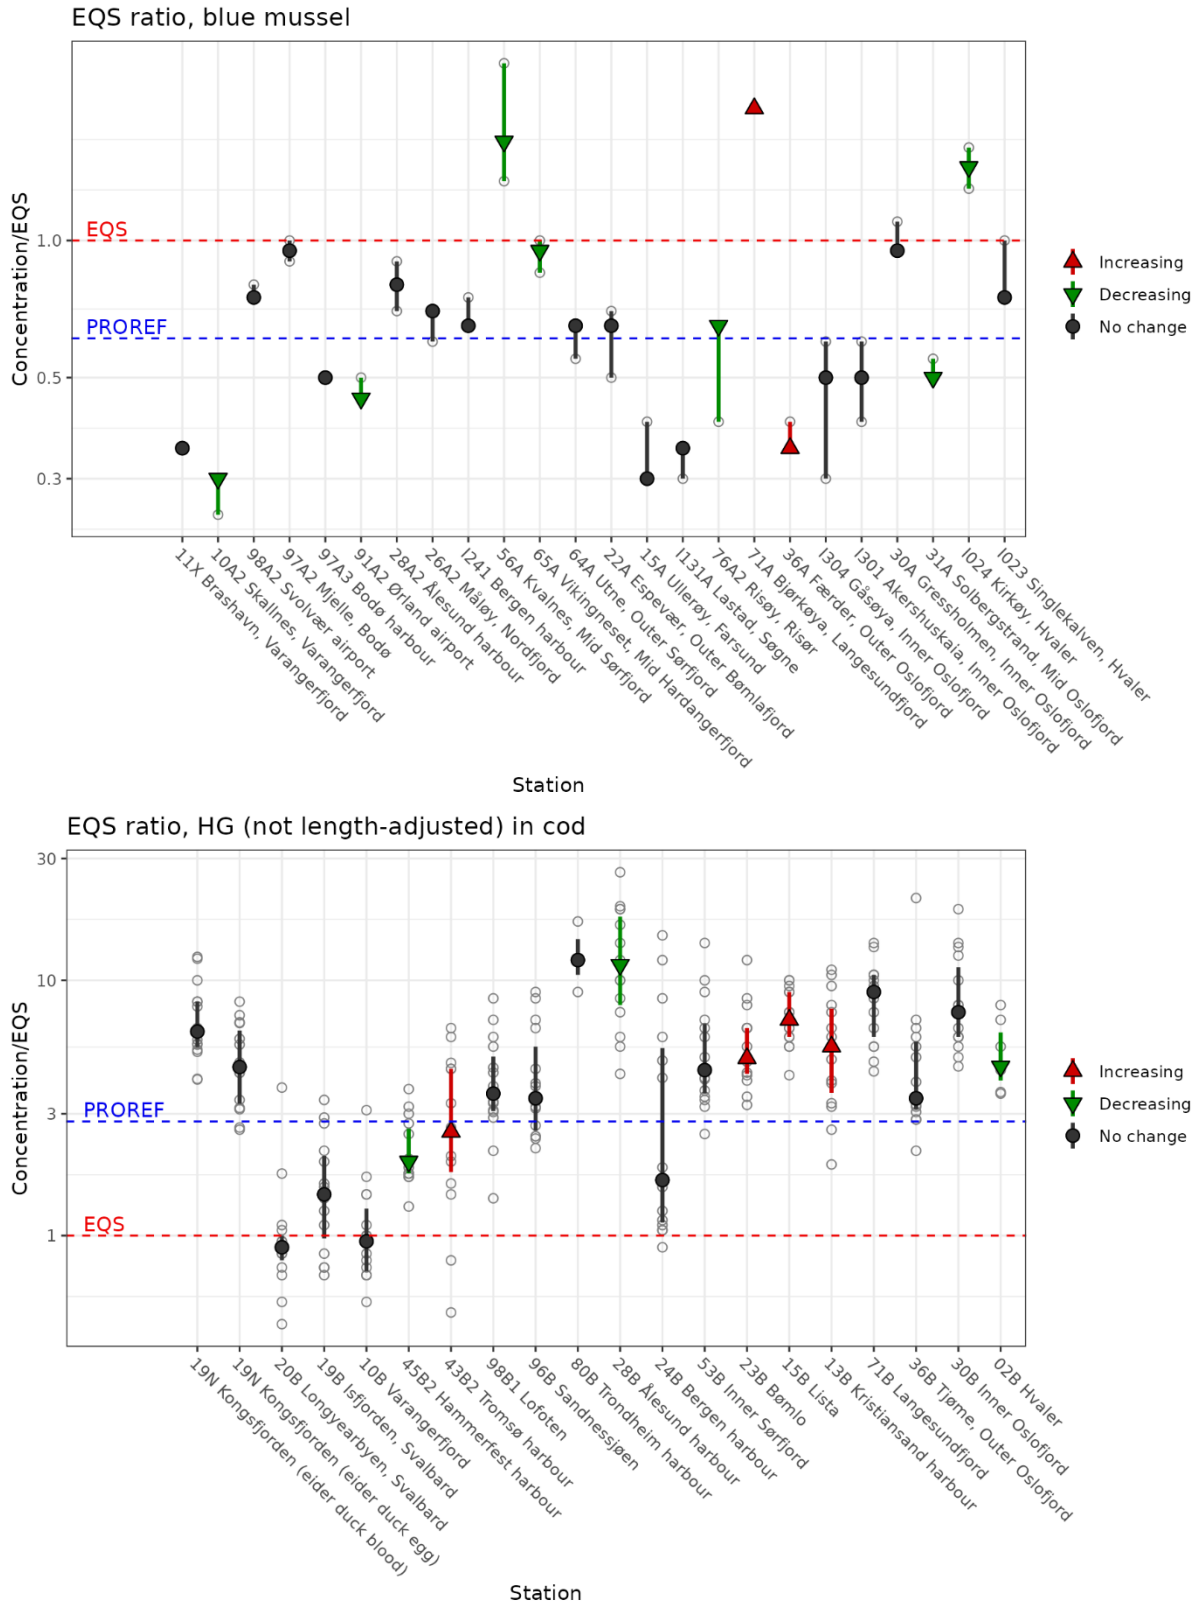 EQS ratio, blue mussel
Concentration/EQS
1.0
0.5
0.3
EQS
PROREF
Increasing
Decreasing
No change
11X Brashavn, Varangerfjord
10A2 Skallnes, Varangerfjord
98A2 Svolvær airport
97A2 Mjelle, Bodø
97A3 Bodø harbour
91A2 Ørland airport
28A2 Ålesund harbour
26A2 Måløy, Nordfjord
I241 Bergen harbour
56A Kvalnes, Mid Sørfjord
65A Vikingneset, Mid Hardangerfjord
64A Utne, Outer Sørfjord
22A Espevær, Outer Bømlafjord
15A Ullerøy, Farsund
I131A Lastad, Søgne
76A2 Risøy, Risør
71A Bjørkøya, Langesundfjord
36A Færder, Outer Oslofjord
I304 Gåsøya, Inner Oslofjord
I301 Akershuskaia, Inner Oslofjord
30A Gressholmen, Inner Oslofjord
31A Solbergstrand, Mid Oslofjord
I024 Kirkøy, Hvaler
I023 Singlekalven, Hvaler
Station
EQS ratio, HG (not length-adjusted) in cod
Concentration/EQS
30
10
3
1
PROREF
EQS
Increasing
Decreasing
No change
19N Kongsfjorden (eider duck blood)
19N Kongsfjorden (eider duck egg)
20B Longyearbyen, Svalbard
19B Isfjorden, Svalbard
10B Varangerfjord
45B2 Hammerfest harbour
43B2 Tromsø harbour
98B1 Lofoten
96B Sandnessjøen
80B Trondheim harbour
28B Ålesund harbour
24B Bergen harbour
53B Inner Sørfjord
23B Bømlo
15B Lista
13B Kristiansand harbour
71B Langesundfjord
36B Tjøme, Outer Oslofjord
30B Inner Oslofjord
02B Hvaler
Station